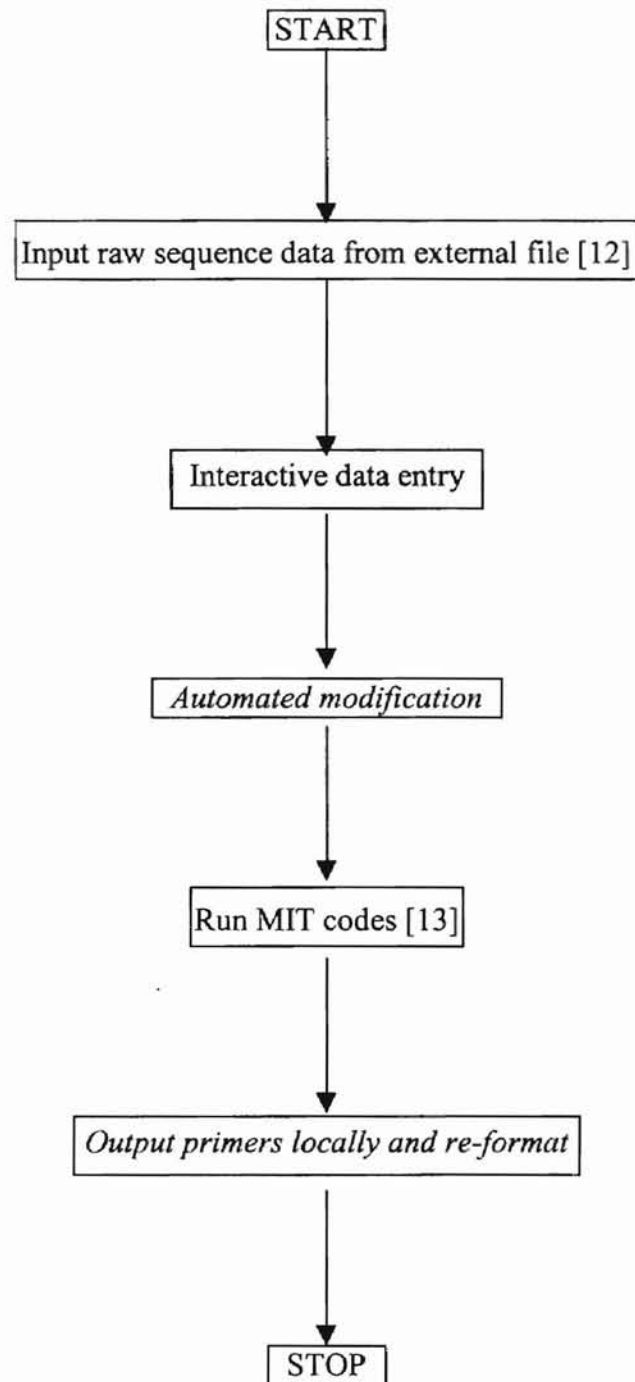 START
Input raw sequence data from external file [12]
Interactive data entry
Automated modification
Run MIT codes [13]
Output primers locally and re-format
STOP